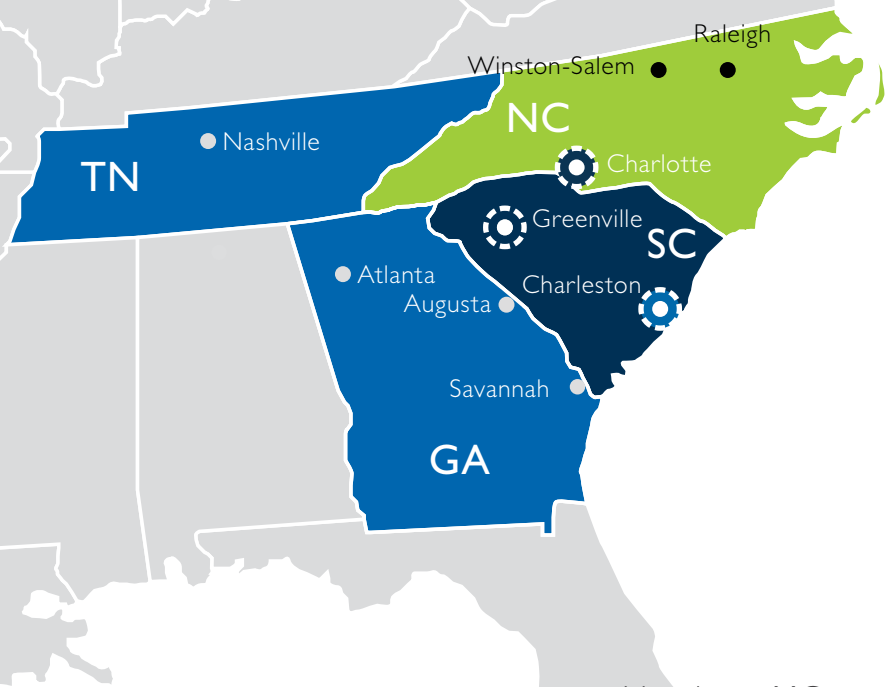 Raleigh
Winston-Salem
NC
Nashville
TN
Charlotte
Greenville
SC
Atlanta
Charleston
Augusta
Savannah
GA